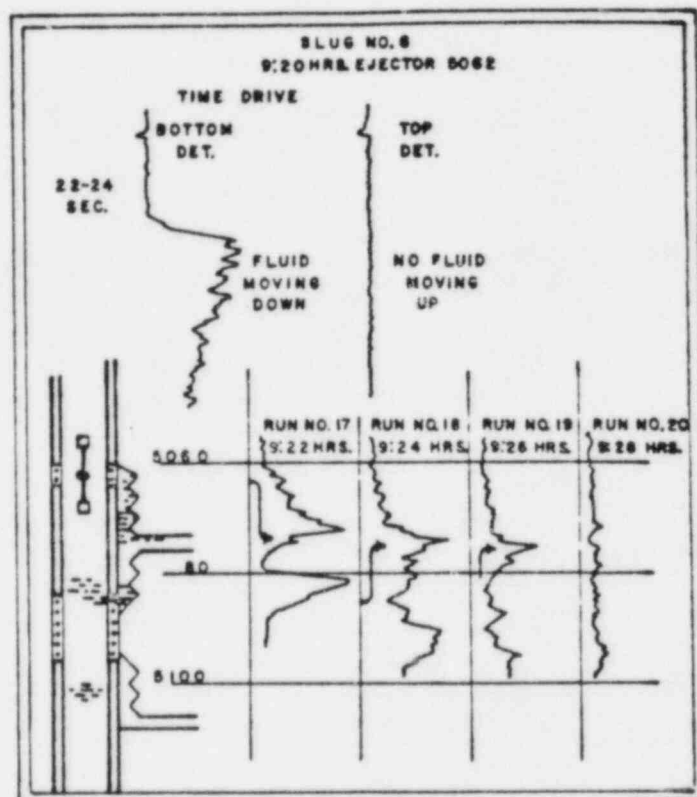 SLUG NO. 6
9:20 HRS. EJECTOR 5062
TIME DRIVE
BOTTOM
DET.
TOP
DET.
22-24
SEC.
FLUID
MOVING
DOWN
NO FLUID
MOVING
UP
RUN NO. 17
9:22 HRS.
RUN NO. 18
9:24 HRS.
RUN NO. 19
9:26 HRS.
RUN NO. 20
9:28 HRS.
5060
80
5100